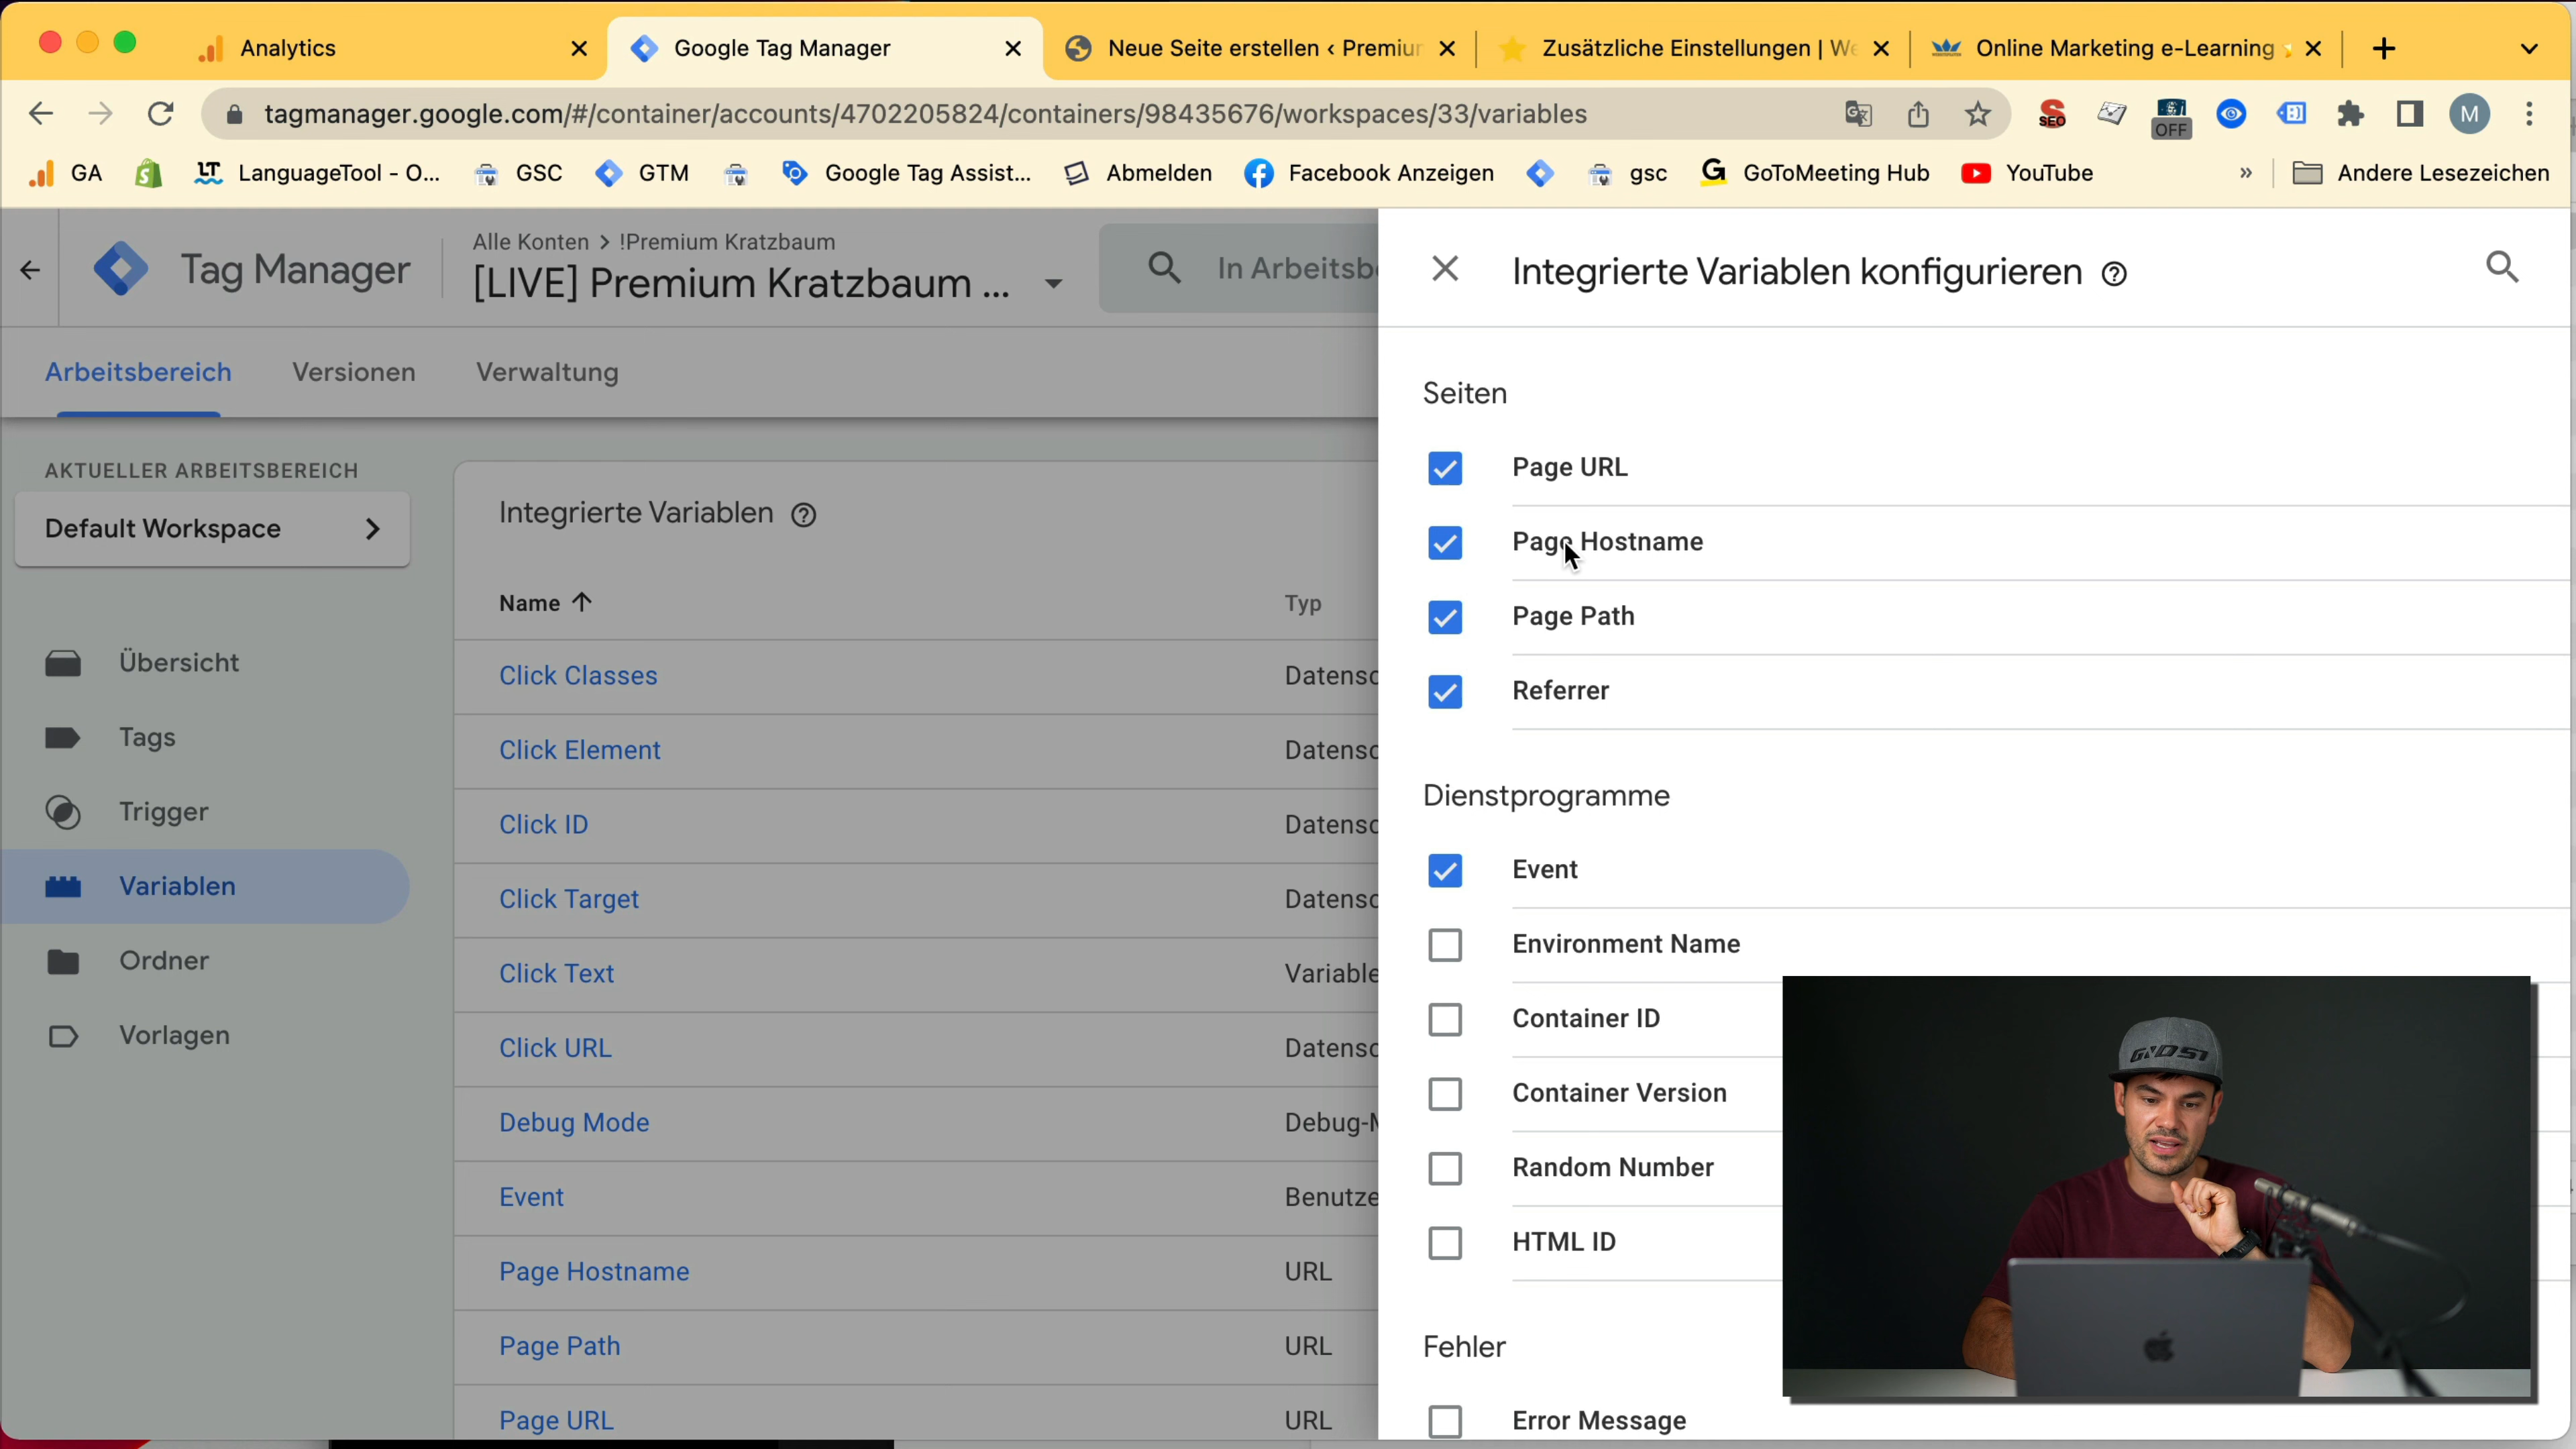 Analytics
Google Tag Manager
Neue Seite erstellen ‹ Premiur
Zusätzliche Einstellungen | We
Online Marketing e-Learning
tagmanager.google.com/#/container/accounts/4702205824/containers/98435676/workspaces/33/variables
SEO
OFF
M
GA
LT
LanguageTool - O...
GSC
GTM
Google Tag Assist...
Abmelden
Facebook Anzeigen
gsc
G
GoToMeeting Hub
YouTube
»
Andere Lesezeichen
Tag Manager
Alle Konten > !Premium Kratzbaum
[LIVE] Premium Kratzbaum ...
In Arbeitsbe
Arbeitsbereich
Versionen
Verwaltung
AKTUELLER ARBEITSBEREICH
Default Workspace
Übersicht
Tags
Trigger
Variablen
Ordner
Vorlagen
Integrierte Variablen
Name
Typ
Click Classes
Datensc
Click Element
Datensc
Click ID
Datensc
Click Target
Datensc
Click Text
Variable
Click URL
Datensc
Debug Mode
Debug-M
Event
Benutze
Page Hostname
URL
Page Path
URL
Page URL
URL
Integrierte Variablen konfigurieren
Seiten
Page URL
Page Hostname
Page Path
Referrer
Dienstprogramme
Event
Environment Name
Container ID
Container Version
Random Number
HTML ID
Fehler
Error Message